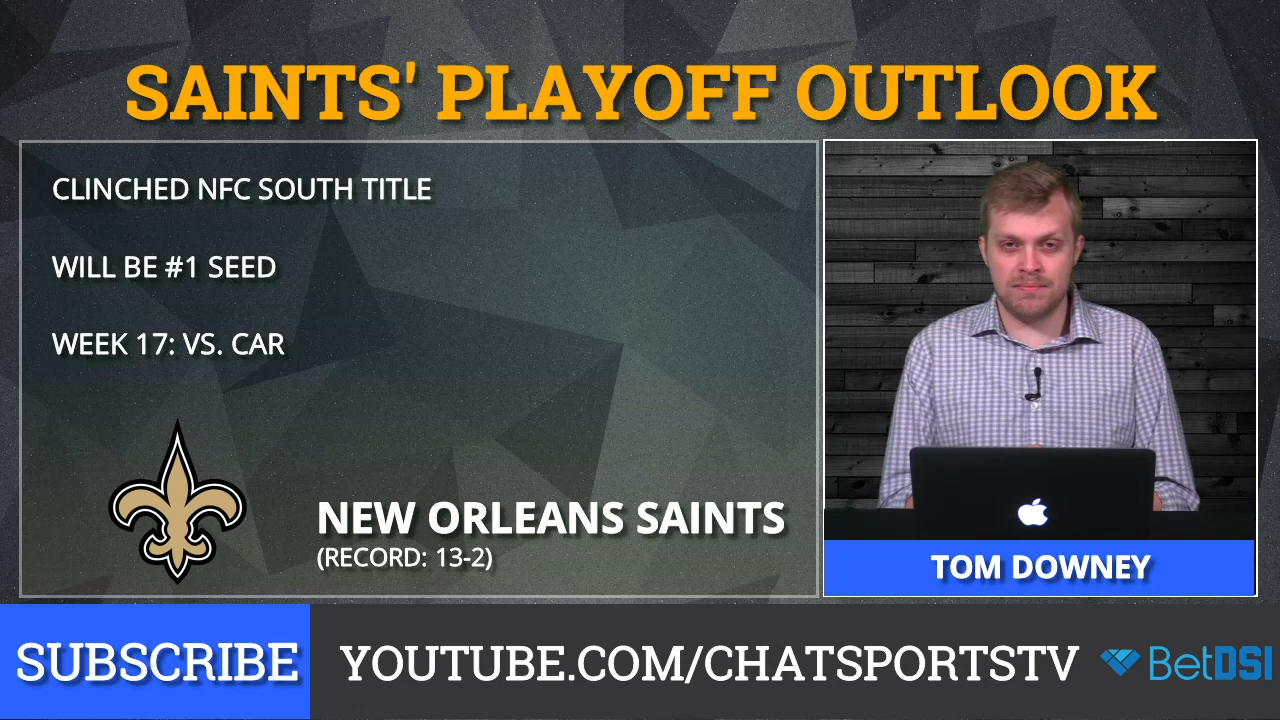 SAINTS' PLAYOFF OUTLOOK
CLINCHED NFC SOUTH TITLE
WILL BE #1 SEED
WEEK 17: VS. CAR
NEW ORLEANS SAINTS
(RECORD: 13-2)
TOM DOWNEY
SUBSCRIBE
YOUTUBE.COM/CHATSPORTSTV
BetDSI